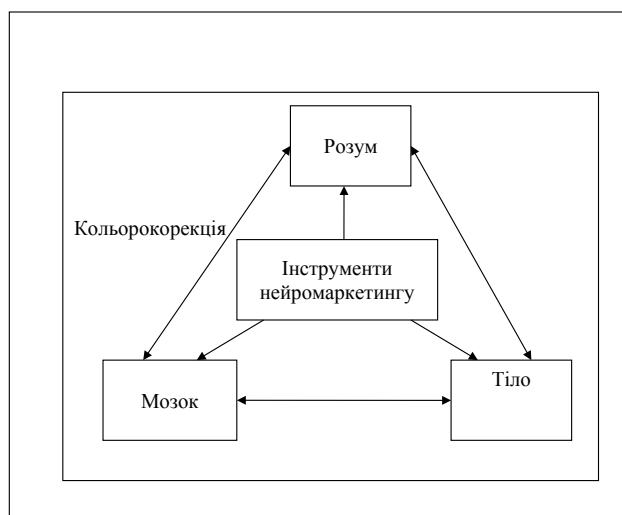 Розум
Кольорокорекція
Інструменти
нейромаркетингу
Мозок
Тіло